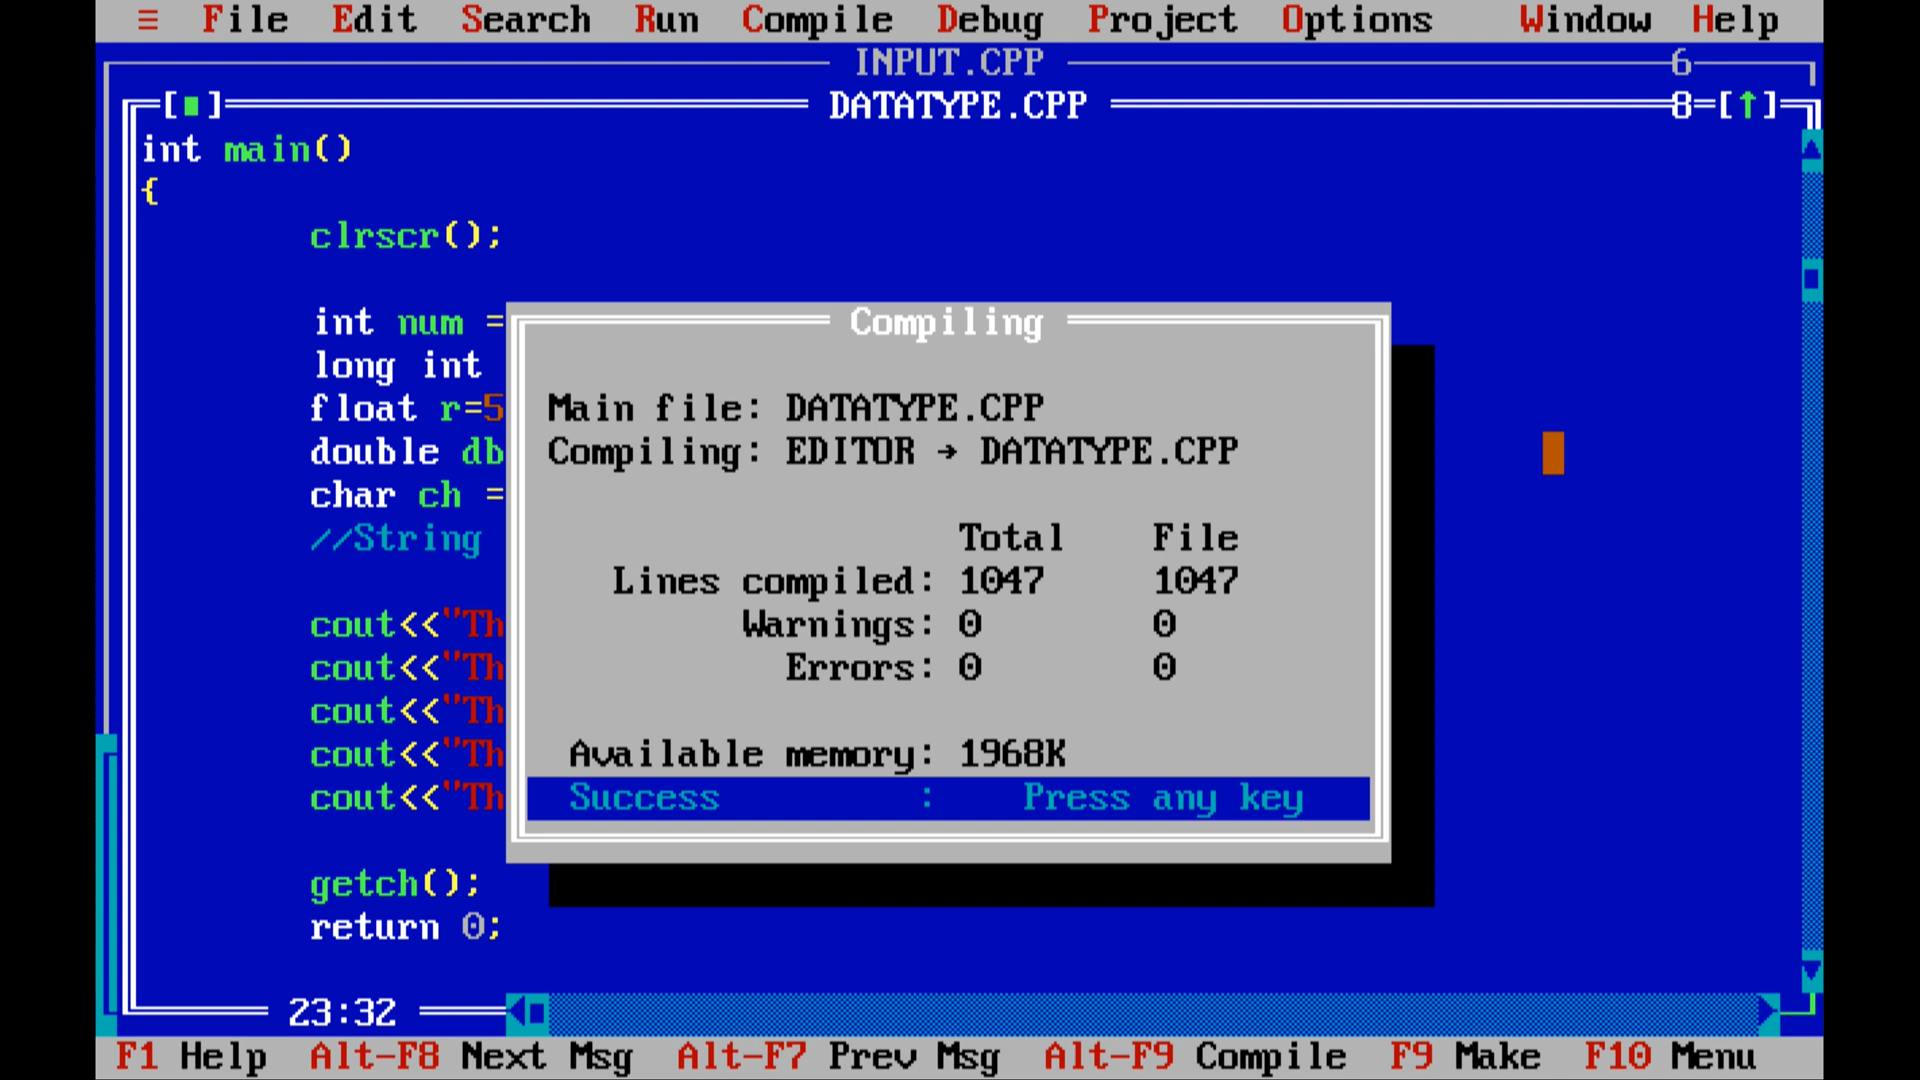 ≡ File Edit Search Run Compile Debug Project Options Window Help
INPUT.CPP 6
[■] DATATYPE.CPP 8=[↑]
int main()
{
clrscr();
int num =
long int
float r=5
double db
char ch =
//String
cout<<"Th
cout<<"Th
cout<<"Th
cout<<"Th
cout<<"Th
getch();
return 0;
Compiling
Main file: DATATYPE.CPP
Compiling: EDITOR → DATATYPE.CPP
Total File
Lines compiled: 1047 1047
Warnings: 0 0
Errors: 0 0
Available memory: 1968K
Success : Press any key
23:32
F1 Help Alt-F8 Next Msg Alt-F7 Prev Msg Alt-F9 Compile F9 Make F10 Menu